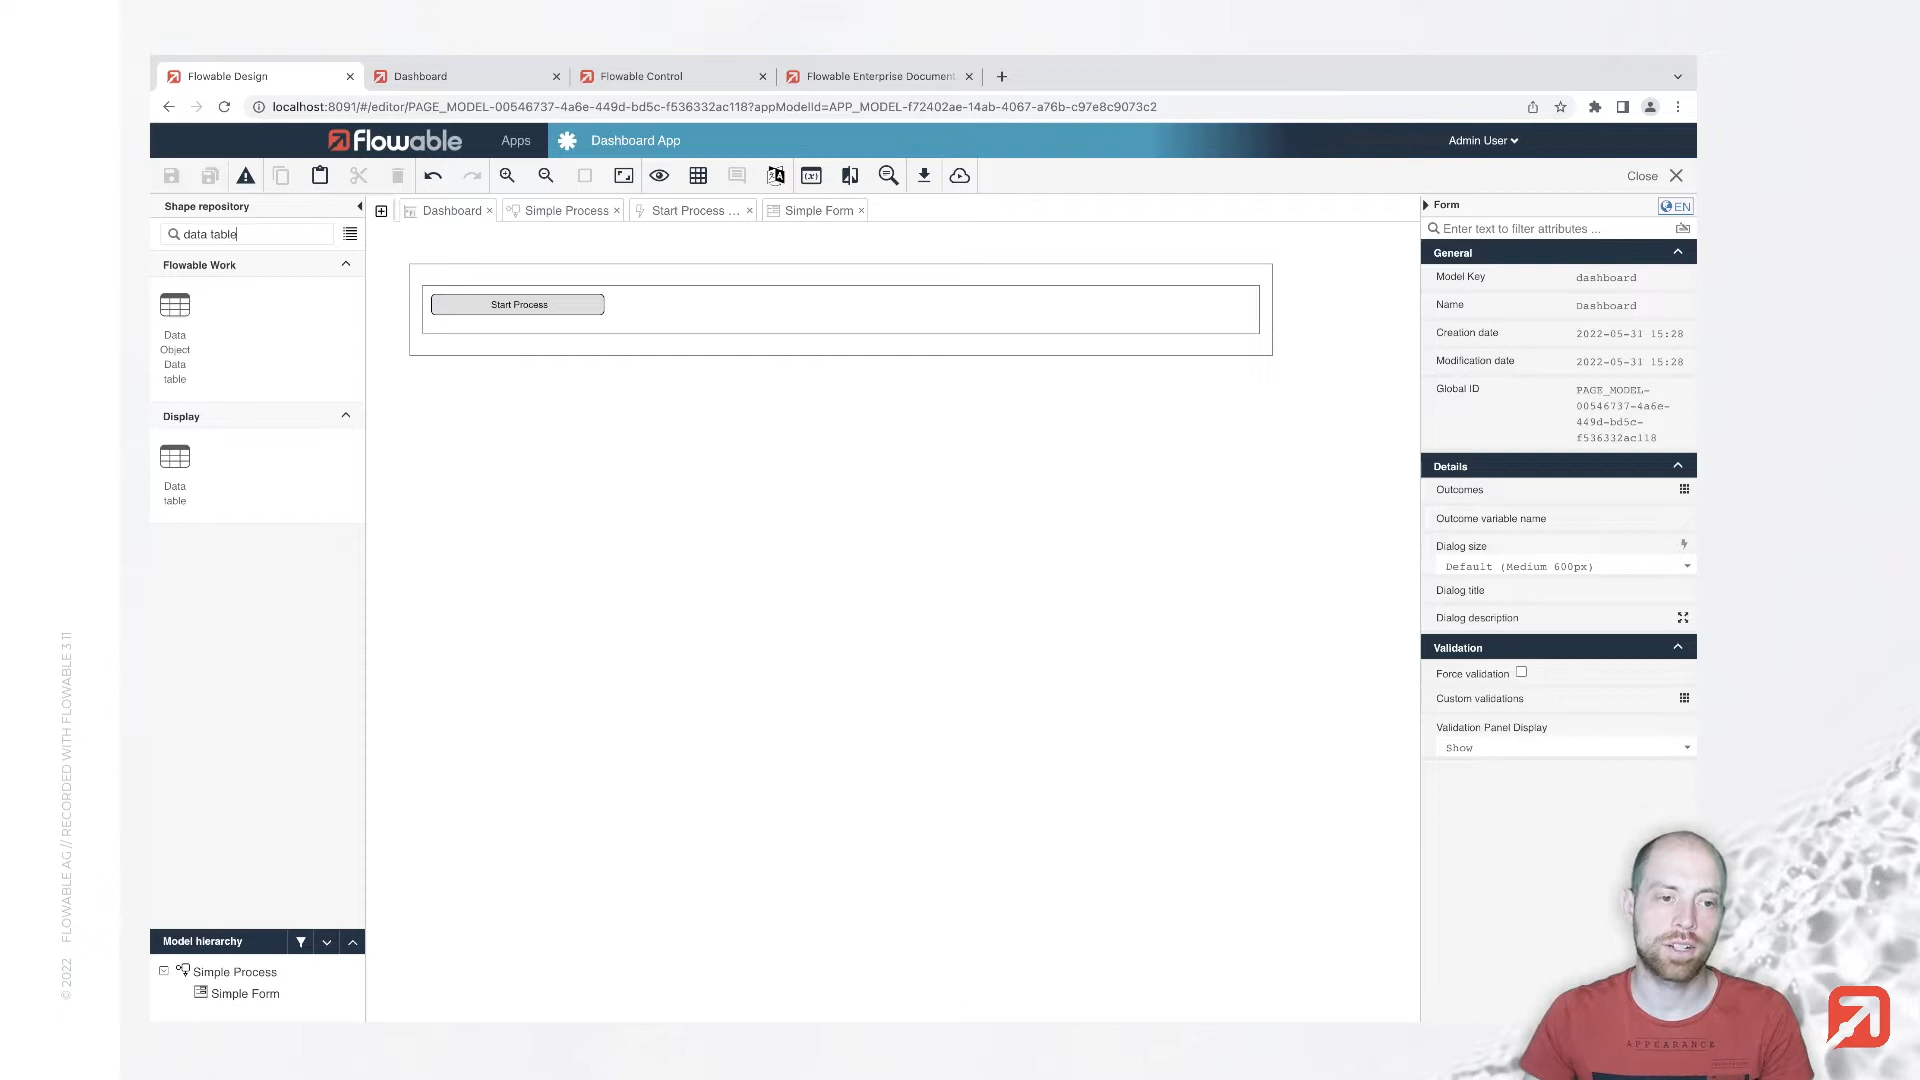 Flowable Design
Dashboard
Flowable Control
Flowable Enterprise Document
localhost:8091/#/editor/PAGE_MODEL-00546737-4a6e-449d-bd5c-f536332ac118?appModelId=APP_MODEL-f72402ae-14ab-4067-a76b-c97e8c9073c2
Flowable
Apps
Dashboard App
Admin User
Close
Shape repository
data table
Flowable Work
Data
Object
Data
table
Display
Data
table
Dashboard
Simple Process
Start Process ...
Simple Form
Start Process
Form
EN
Enter text to filter attributes ...
General
Model Key dashboard
Name Dashboard
Creation date 2022-05-31 15:28
Modification date 2022-05-31 15:28
Global ID PAGE_MODEL-
00546737-4a6e-
449d-bd5c-
f536332ac118
Details
Outcomes
Outcome variable name
Dialog size
Default (Medium 600px)
Dialog title
Dialog description
Validation
Force validation
Custom validations
Validation Panel Display
Show
Model hierarchy
Simple Process
Simple Form
© 2022 FLOWABLE AG // RECORDED WITH FLOWABLE 3.11
APPEARANCE